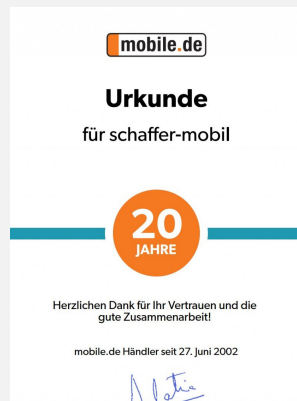 mobile.de
Urkunde
für schaffer-mobil
20
JAHRE
Herzlichen Dank für Ihr Vertrauen und die
gute Zusammenarbeit!
mobile.de Händler seit 27. Juni 2002